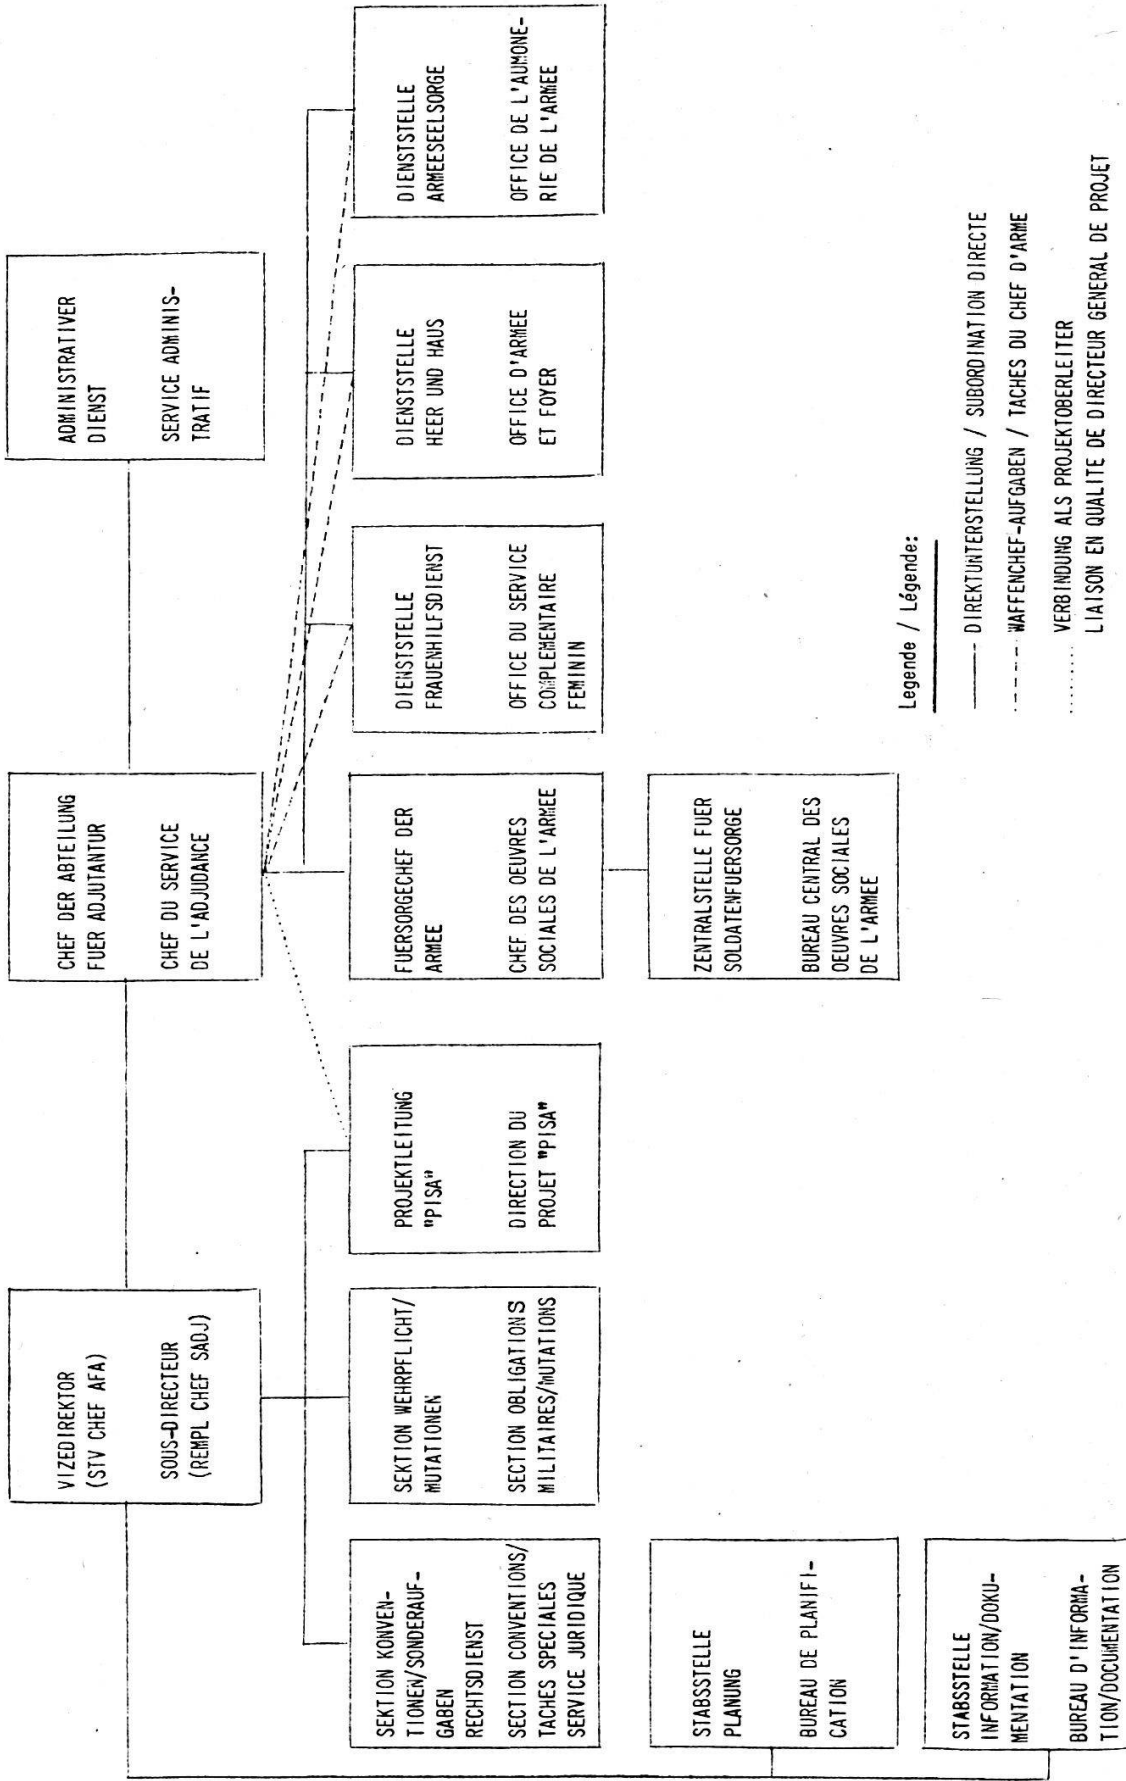 VIZEDIREKTOR
(STV CHEF AFA)
SOUS-DIRECTEUR
(REMPL CHEF SADJ)
CHEF DER ABTEILUNG
FUER ADJUTANTUR
CHEF DU SERVICE
DE L'ADJUDANCE
ADMINISTRATIVER
DIENST
SERVICE ADMINIS-
TRATIF
SEKTION KONVEN-
TIONEN/SONDERAUF-
GABEN
RECHTSDIENST
SECTION CONVENTIONS/
TACHES SPECIALES
SERVICE JURIDIQUE
SEKTION WEHRPFLICHT/
MUTATIONEN
SECTION OBLIGATIONS
MILITAIRES/MUTATIONS
PROJEKTLEITUNG
"PISA"
DIRECTION DU
PROJET "PISA"
FUERSORGECHEF DER
ARMEE
CHEF DES OEUVRES
SOCIALES DE L'ARMEE
DIENSTSTELLE
FRAUENHILFSDIENST
OFFICE DU SERVICE
COMPLEMENTAIRE
FEMININ
DIENSTSTELLE
HEER UND HAUS
OFFICE D'ARMEE
ET FOYER
DIENSTSTELLE
ARMEESEELSORGE
OFFICE DE L'AUMONE-
RIE DE L'ARMEE
STABSSTELLE
PLANUNG
BUREAU DE PLANIFI-
CATION
ZENTRALSTELLE FUER
SOLDATENFUERSORGE
BUREAU CENTRAL DES
OEUVRES SOCIALES
DE L'ARMEE
STABSSTELLE
INFORMATION/DOKU-
MENTATION
BUREAU D'INFORMA-
TION/DOCUMENTATION
Legende / Légende:
DIREKTUNTERSTELLUNG / SUBORDINATION DIRECTE
WAFFENCHEF-AUFGABEN / TACHES DU CHEF D'ARME
VERBINDUNG ALS PROJEKTOBERLEITER
LIAISON EN QUALITE DE DIRECTEUR GENERAL DE PROJET